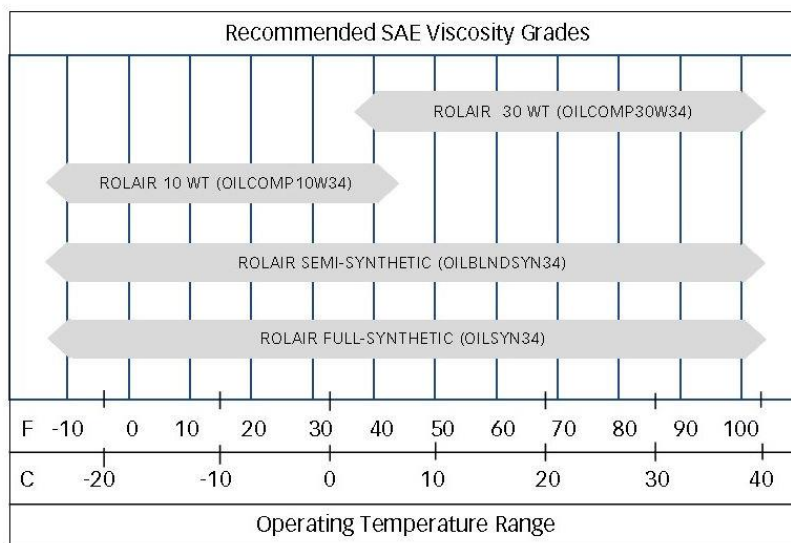 Recommended SAE Viscosity Grades
ROLAIR 30 WT (OILCOMP30W34)
ROLAIR 10 WT (OILCOMP10W34)
ROLAIR SEMI-SYNTHETIC (OILBLNDSYN34)
ROLAIR FULL-SYNTHETIC (OILSYN34)
F -10 0 10 20 30 40 50 60 70 80 90 100
C -20 -10 0 10 20 30 40
Operating Temperature Range